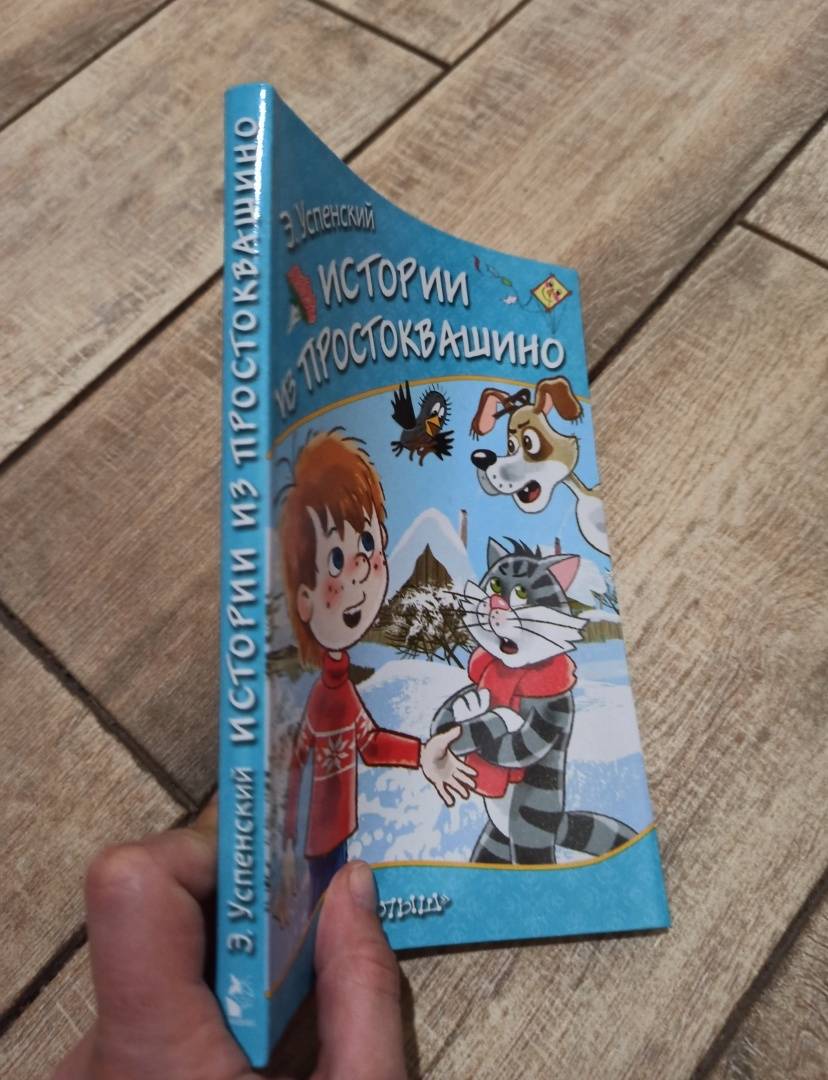 Э. Успенский ИСТОРИИ ИЗ ПРОСТОКВАШИНО
Э. Успенский
ИСТОРИИ
ИЗ ПРОСТОКВАШИНО